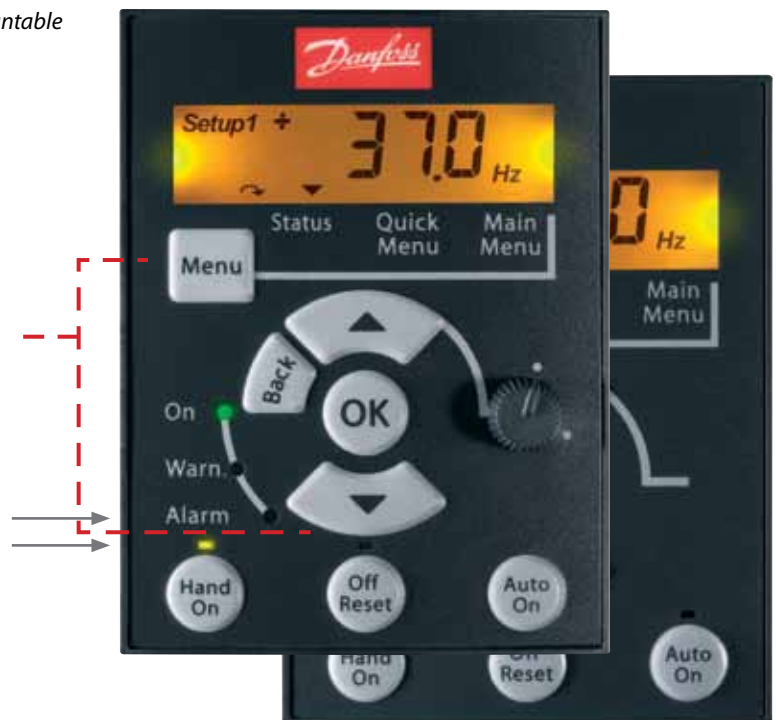 ntable
Danfoss
Setup1 + 37.0 Hz
Status Quick Menu Main Menu
Menu
Back
OK
On
Warn.
Alarm
Hand On
Off Reset
Auto On
0 Hz
Main Menu
Hand On
Off Reset
Auto On